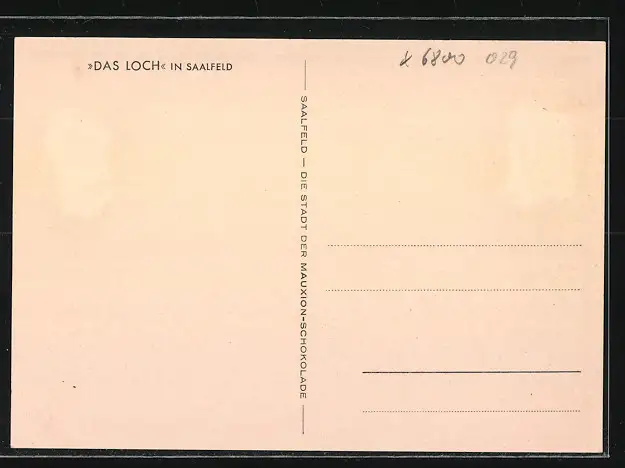 »DAS LOCH« IN SAALFELD
* 6800 029
SAALFELD — DIE STADT DER MAUXION-SCHOKOLADE